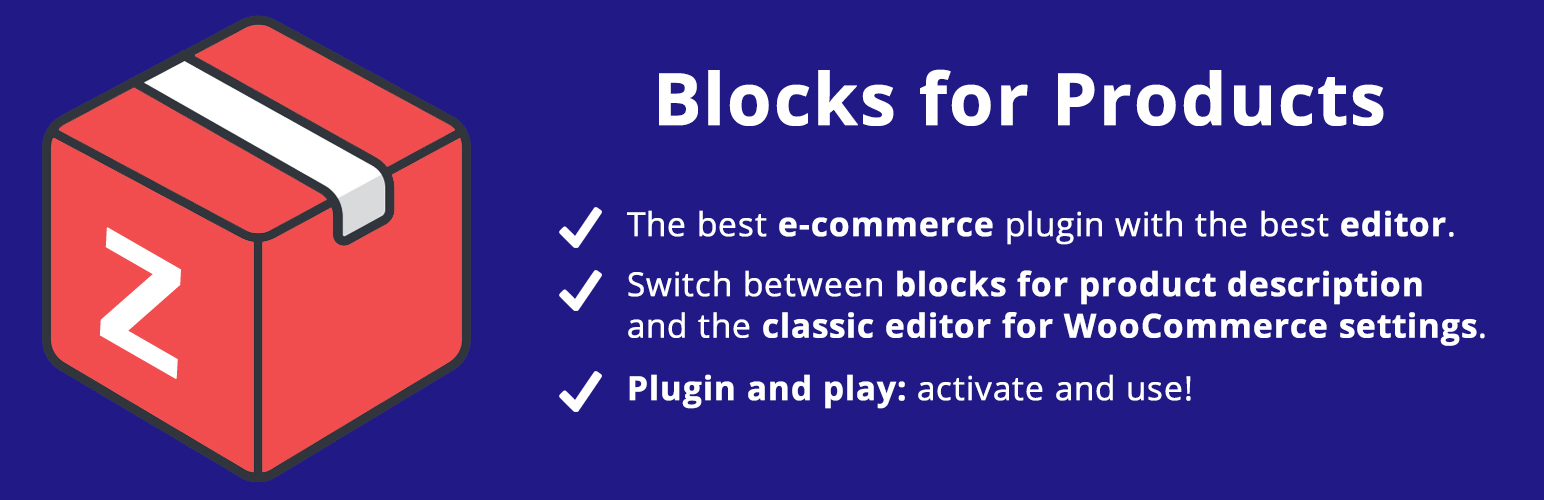 Blocks for Products
The best e-commerce plugin with the best editor.
Switch between blocks for product description
and the classic editor for WooCommerce settings.
Plugin and play: activate and use!
Z